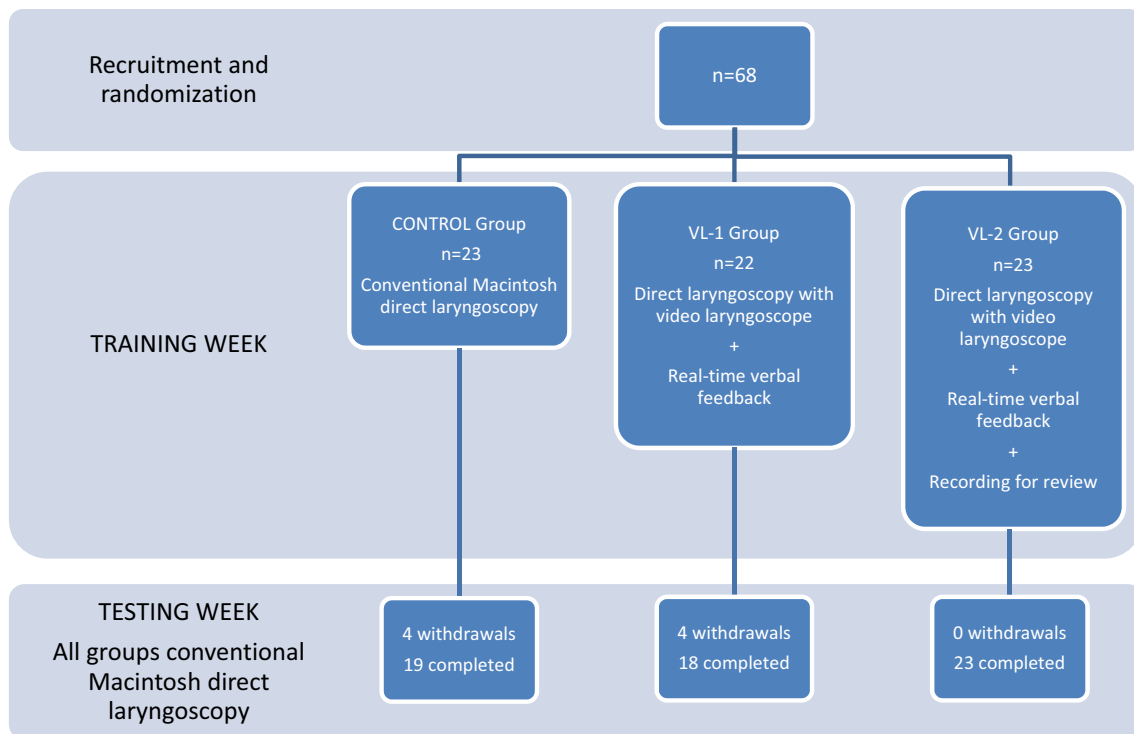 Recruitment and
randomization
n=68
TRAINING WEEK
CONTROL Group
n=23
Conventional Macintosh
direct laryngoscopy
VL-1 Group
n=22
Direct laryngoscopy with
video laryngoscope
+
Real-time verbal
feedback
VL-2 Group
n=23
Direct laryngoscopy
with video
laryngoscope
+
Real-time verbal
feedback
+
Recording for review
TESTING WEEK
All groups conventional
Macintosh direct
laryngoscopy
4 withdrawals
19 completed
4 withdrawals
18 completed
0 withdrawals
23 completed